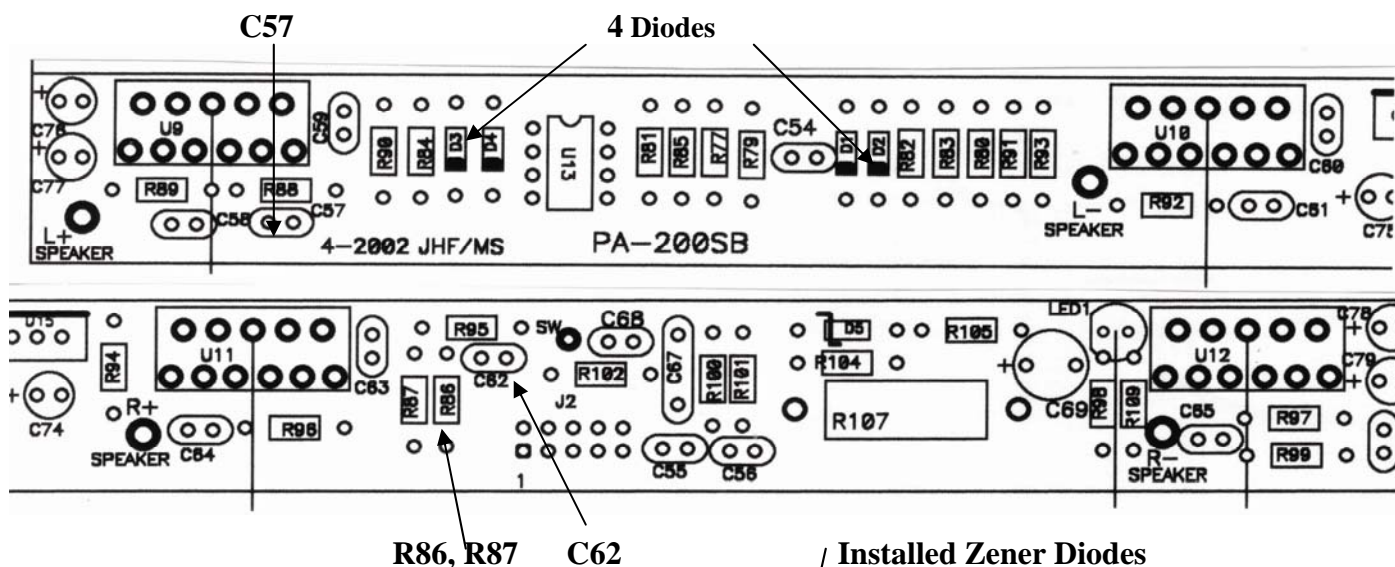 C57 4 Diodes
C76 U9 C59 R90 R84 D3 D4 U13 R81 R85 R77 R79 C54 D1 D2 R82 R83 R80 R91 R93 U10 C60
C77 R89 R88 R92
L+ SPEAKER C58 C57 L- SPEAKER C61
4-2002 JHF/MS PA-200SB
U15 R94 U11 C63 R95 SW C68 C67 D5 R105 LED1 U12 C78
R87 R86 C62 R102 R100 R101 R104 C79
C74 R+ SPEAKER C64 R96 J2 R107 C69 R98 R109 C65 R97
1 C55 C56 R- SPEAKER R99
R86, R87 C62 Installed Zener Diodes